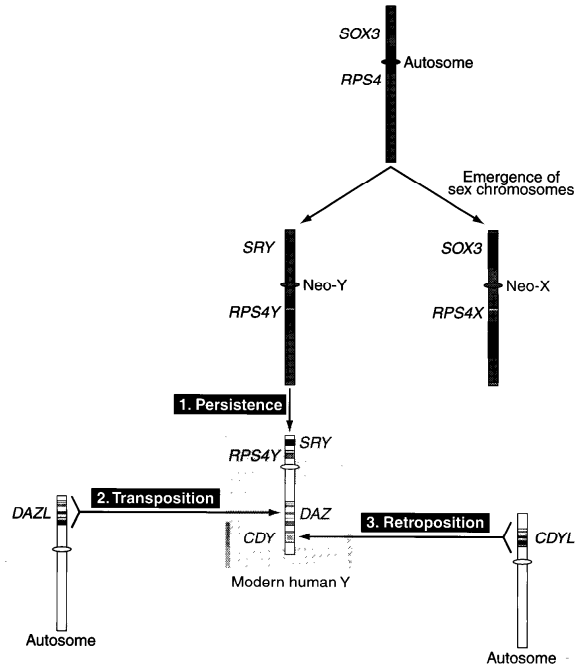 SOX3
Autosome
RPS4
Emergence of
sex chromosomes
SRY
SOX3
Neo-Y
Neo-X
RPS4Y
RPS4X
1. Persistence
SRY
RPS4Y
2. Transposition
DAZL
DAZ
3. Retroposition
CDY
CDYL
Modern human Y
Autosome
Autosome